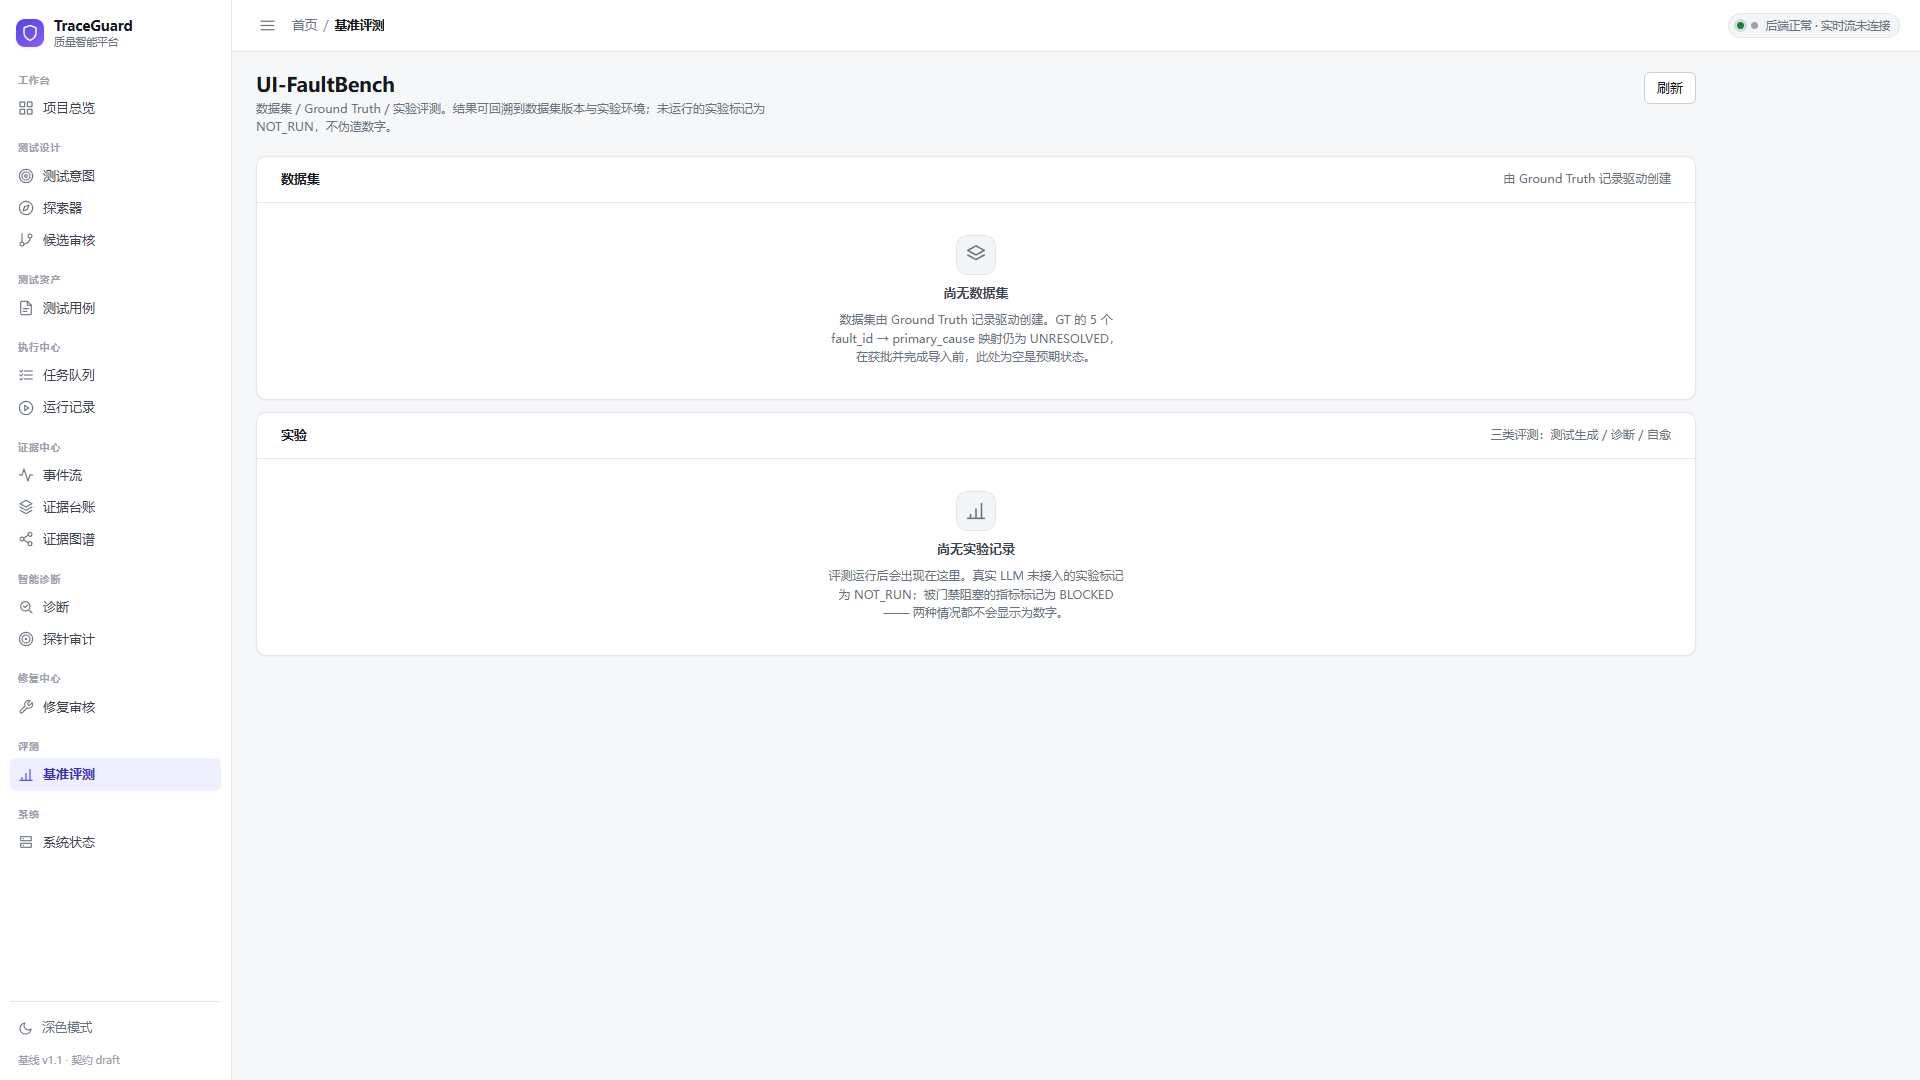 TraceGuard
质量智能平台
工作台
项目总览
测试设计
测试意图
探索器
候选审核
测试资产
测试用例
执行中心
任务队列
运行记录
证据中心
事件流
证据台账
证据图谱
智能诊断
诊断
探针审计
修复中心
修复审核
评测
基准评测
系统
系统状态
深色模式
基线 v1.1 · 契约 draft
首页 / 基准评测
后端正常 · 实时流未连接
UI-FaultBench
数据集 / Ground Truth / 实验评测。结果可回溯到数据集版本与实验环境；未运行的实验标记为
NOT_RUN，不伪造数字。
刷新
数据集
由 Ground Truth 记录驱动创建
尚无数据集
数据集由 Ground Truth 记录驱动创建。GT 的 5 个
fault_id → primary_cause 映射仍为 UNRESOLVED，
在获批并完成导入前，此处为空是预期状态。
实验
三类评测：测试生成 / 诊断 / 自愈
尚无实验记录
评测运行后会出现在这里。真实 LLM 未接入的实验标记
为 NOT_RUN；被门禁阻塞的指标标记为 BLOCKED
—— 两种情况都不会显示为数字。